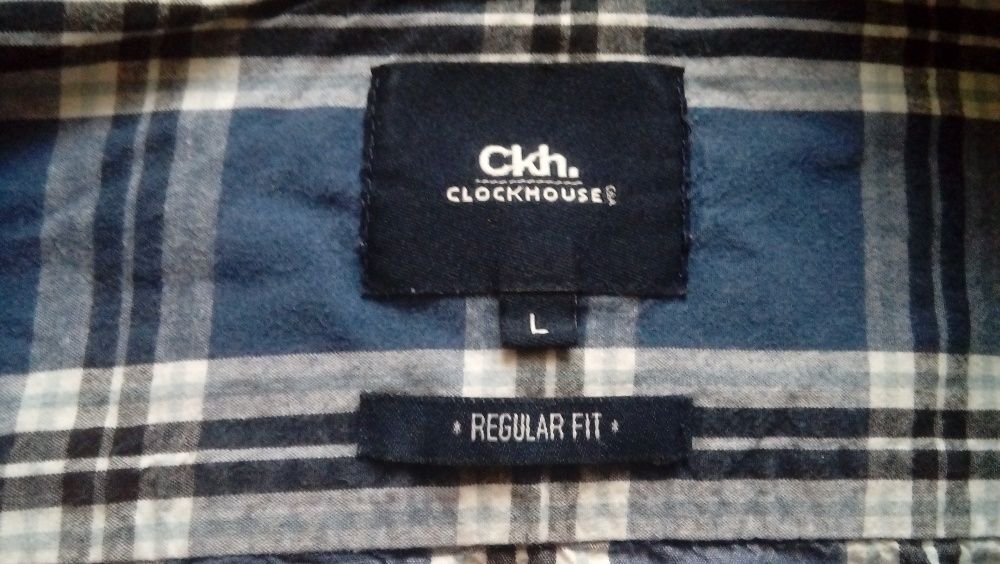 Ckh.
CLOCKHOUSE
L
* REGULAR FIT *